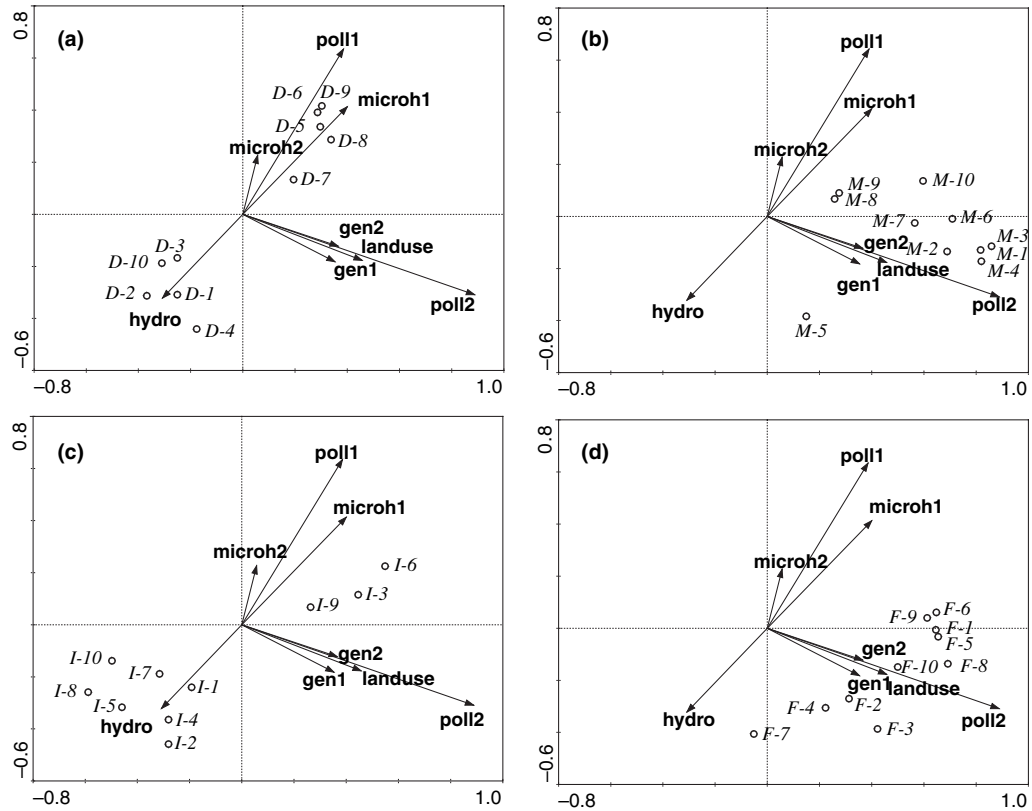 0.8
(a)
poll1
D-6 D-9
microh1
D-5
D-8
microh2
D-7
gen2
landuse
gen1
poll2
D-3
D-10
D-2
D-1
hydro
D-4
−0.6
−0.8
1.0
(b)
poll1
microh1
microh2
M-9
M-8
M-10
M-7
M-6
M-3
M-2
M-1
M-4
gen2
landuse
gen1
poll2
hydro
M-5
−0.6
−0.8
1.0
0.8
(c)
poll1
microh1
microh2
I-6
I-3
I-9
I-10
I-7
I-1
I-8
I-5
hydro
I-4
I-2
gen2
gen1
landuse
poll2
−0.6
−0.8
1.0
0.8
(d)
poll1
microh1
microh2
F-6
F-9
F-1
F-5
gen2
F-10
F-8
gen1
landuse
F-2
F-4
hydro
poll2
F-7
F-3
−0.6
−0.8
1.0
0.8